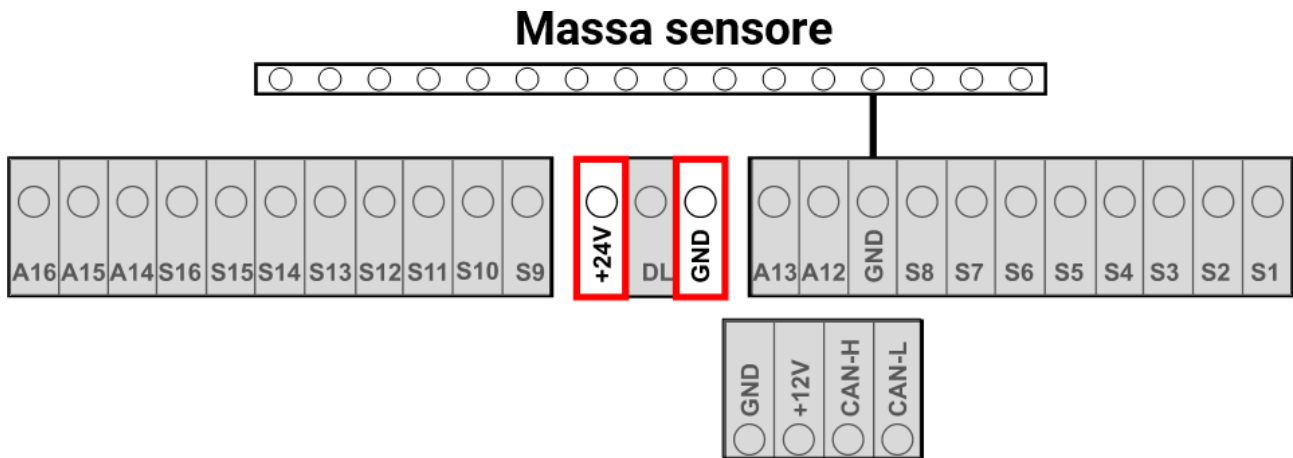 Massa sensore
A16 A15 A14 S16 S15 S14 S13 S12 S11 S10 S9 +24V DL GND A13 A12 GND S8 S7 S6 S5 S4 S3 S2 S1
GND +12V CAN-H CAN-L